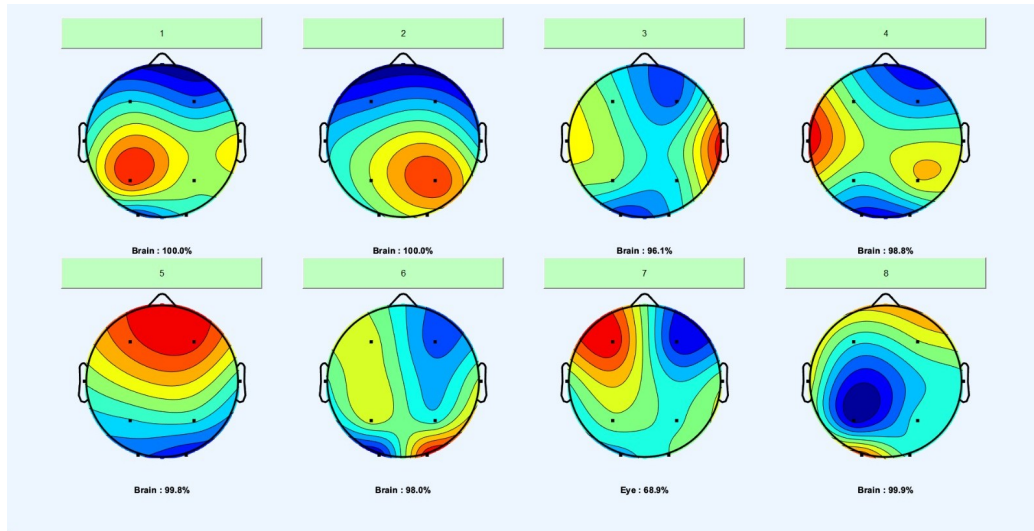 1 2 3 4
Brain : 100.0% Brain : 100.0% Brain : 96.1% Brain : 98.8%
5 6 7 8
Brain : 99.8% Brain : 98.0% Eye : 68.9% Brain : 99.9%